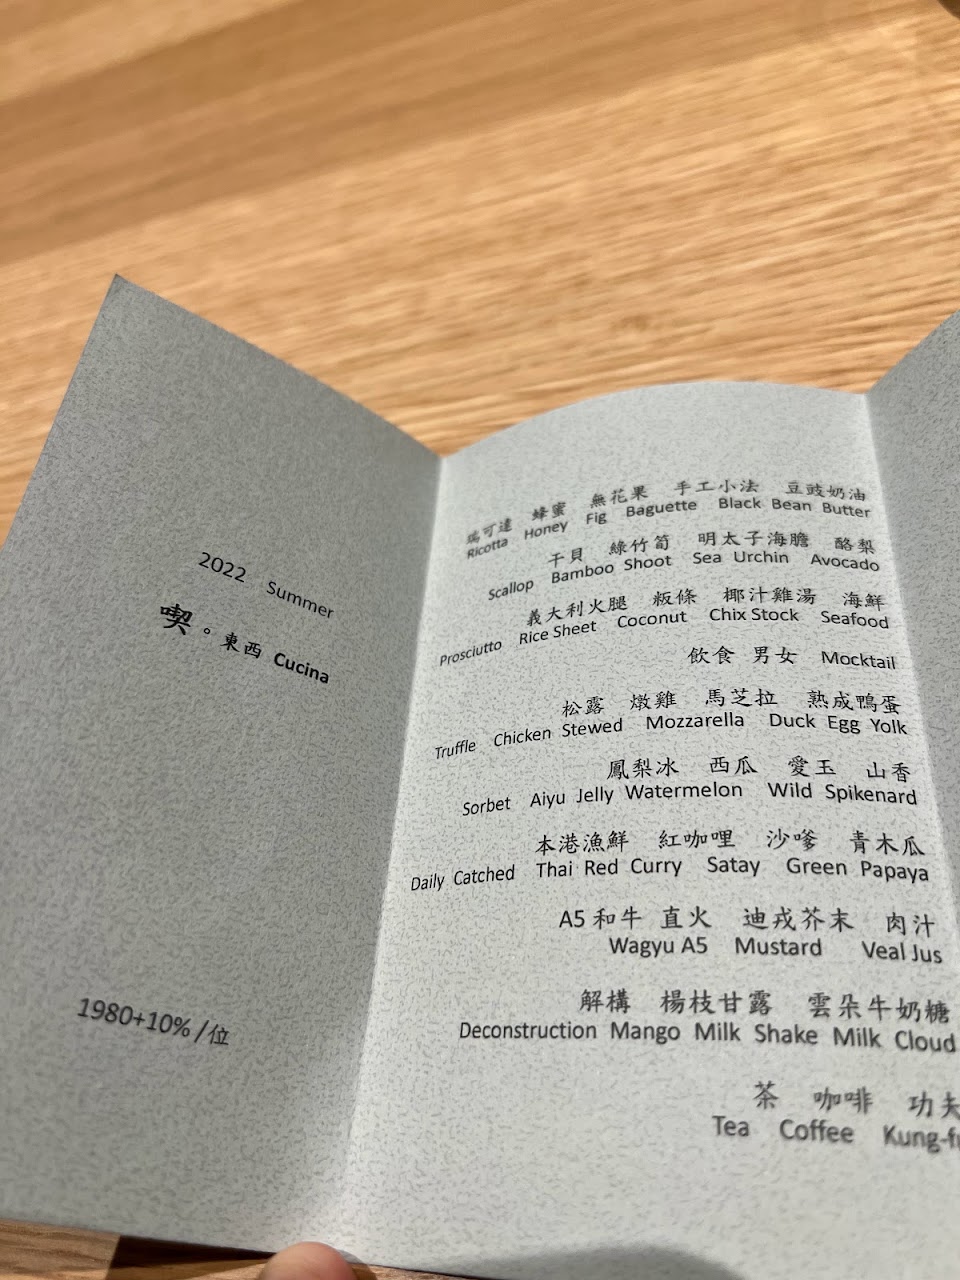 2022 Summer
喫。東西 Cucina
1980+10% /位
瑞可達 蜂蜜 無花果 手工小法 豆豉奶油
Ricotta Honey Fig Baguette Black Bean Butter
干貝 綠竹筍 明太子海膽 酪梨
Scallop Bamboo Shoot Sea Urchin Avocado
義大利火腿 粄條 椰汁雞湯 海鮮
Prosciutto Rice Sheet Coconut Chix Stock Seafood
飲食 男女 Mocktail
松露 燉雞 馬芝拉 熟成鴨蛋
Truffle Chicken Stewed Mozzarella Duck Egg Yolk
鳳梨冰 西瓜 愛玉 山香
Sorbet Aiyu Jelly Watermelon Wild Spikenard
本港漁鮮 紅咖哩 沙嗲 青木瓜
Daily Catched Thai Red Curry Satay Green Papaya
A5 和牛 直火 迪戎芥末 肉汁
Wagyu A5 Mustard Veal Jus
解構 楊枝甘露 雲朵牛奶糖
Deconstruction Mango Milk Shake Milk Cloud
茶 咖啡 功夫
Tea Coffee Kung-f